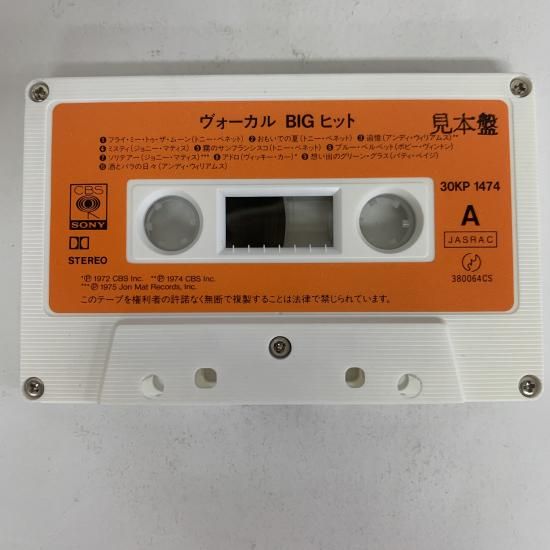 ヴォーカル BIG ヒット
見本盤
❶フライ・ミー・トゥ・ザ・ムーン(トニー・ベネット) ❷おもいでの夏(トニー・ベネット) ❸追憶(アンディ・ウィリアムス)**
❹ミスティ(ジョニー・マティス) ❺霧のサンフランシスコ(トニー・ベネット) ❻ブルー・ベルベット(ボビー・ヴィントン)
❼ソリテアー(ジョニー・マティス)*** ❽アドロ(ヴィッキー・カー)* ❾想い出のグリーン・グラス(パティ・ペイジ)
❿酒とバラの日々(アンディ・ウィリアムス)
CBS
SONY
STEREO
30KP 1474
A
JASRAC
380064CS
*Ⓟ 1972 CBS Inc. **Ⓟ 1974 CBS Inc.
***Ⓟ 1975 Jon Mat Records, Inc.
このテープを権利者の許諾なく無断で複製することは法律で禁じられています。